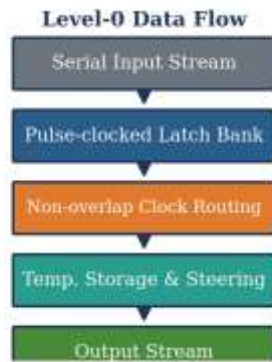 Level-0 Data Flow
Serial Input Stream
Pulse-clocked Latch Bank
Non-overlap Clock Routing
Temp. Storage & Steering
Output Stream